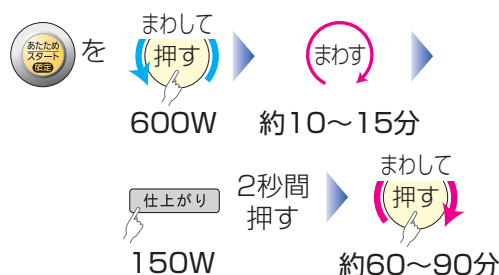 あたため
スタート
確定
を
まわして
押す
600W
まわす
約10～15分
仕上がり
150W
2秒間
押す
まわして
押す
約60～90分